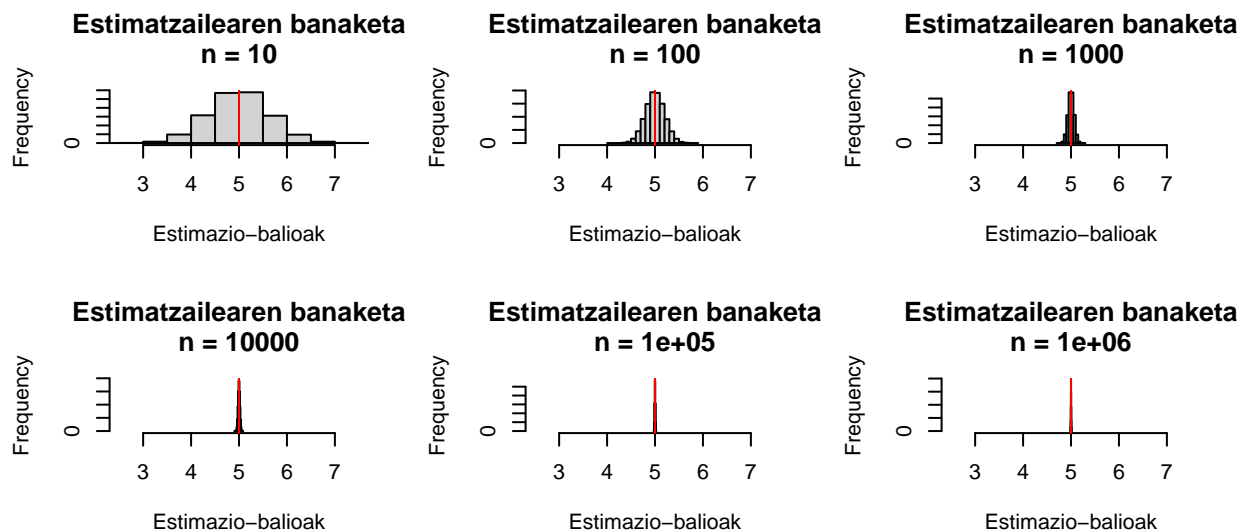 Estimatzailearen banaketa
n = 10
Frequency
0
3 4 5 6 7
Estimazio−balioak
Estimatzailearen banaketa
n = 100
Frequency
0
3 4 5 6 7
Estimazio−balioak
Estimatzailearen banaketa
n = 1000
Frequency
0
3 4 5 6 7
Estimazio−balioak
Estimatzailearen banaketa
n = 10000
Frequency
0
3 4 5 6 7
Estimazio−balioak
Estimatzailearen banaketa
n = 1e+05
Frequency
0
3 4 5 6 7
Estimazio−balioak
Estimatzailearen banaketa
n = 1e+06
Frequency
0
3 4 5 6 7
Estimazio−balioak